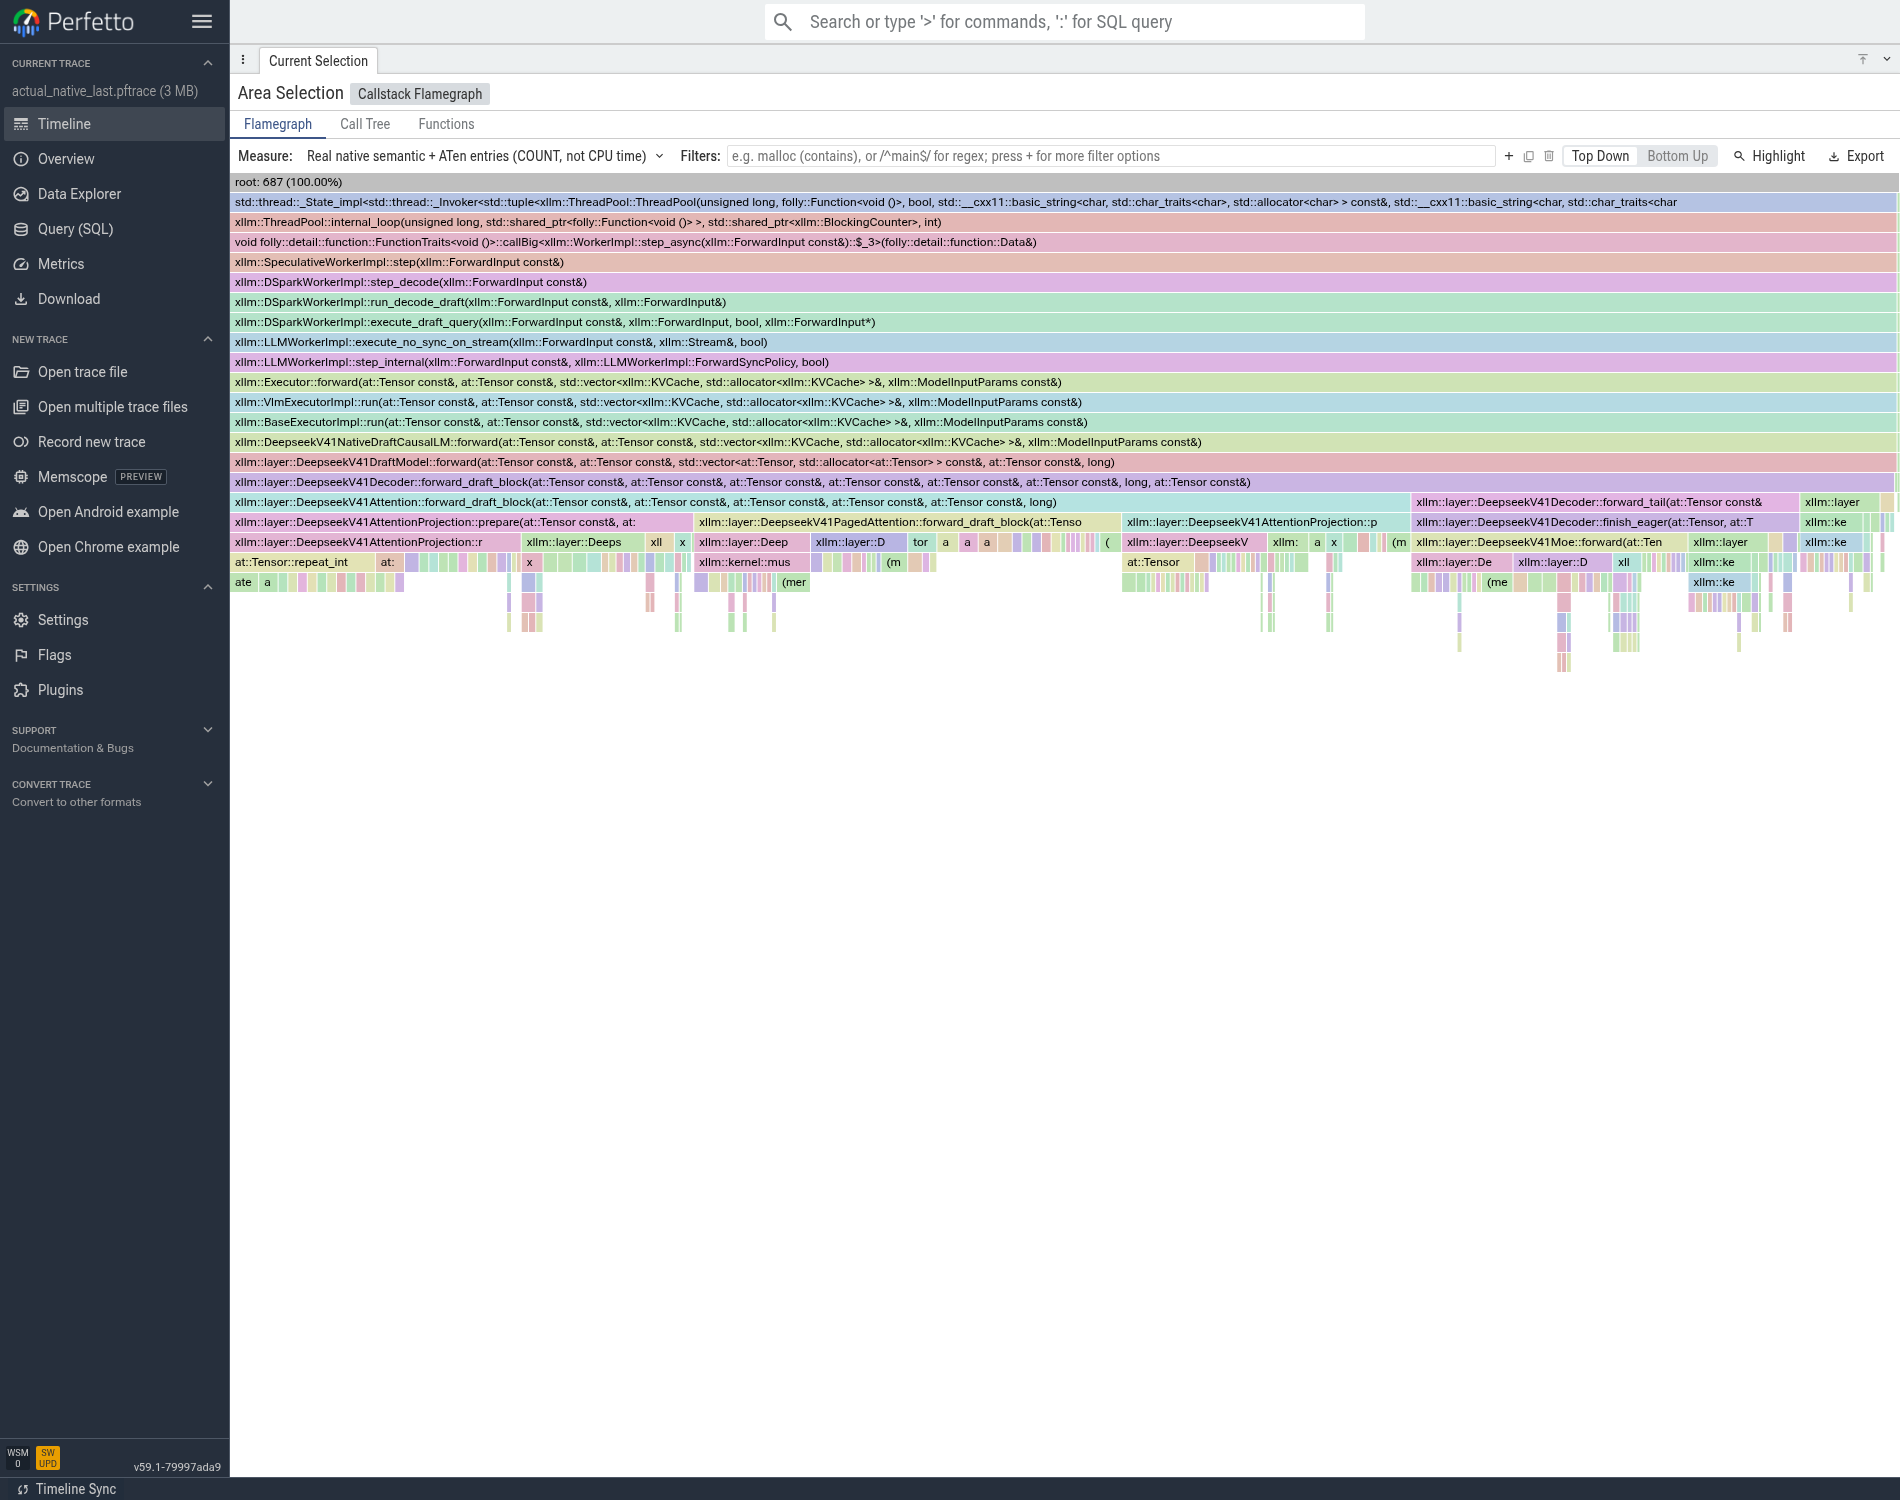 Perfetto
Search or type '>' for commands, ':' for SQL query
CURRENT TRACE
actual_native_last.pftrace (3 MB)
Timeline
Overview
Data Explorer
Query (SQL)
Metrics
Download
NEW TRACE
Open trace file
Open multiple trace files
Record new trace
Memscope PREVIEW
Open Android example
Open Chrome example
SETTINGS
Settings
Flags
Plugins
SUPPORT
Documentation & Bugs
CONVERT TRACE
Convert to other formats
WSM
0
SW
UPD
v59.1-79997ada9
Timeline Sync
Current Selection
Area Selection Callstack Flamegraph
Flamegraph Call Tree Functions
Measure: Real native semantic + ATen entries (COUNT, not CPU time) Filters: e.g. malloc (contains), or /^main$/ for regex; press + for more filter options + Top Down Bottom Up Highlight Export
root: 687 (100.00%)
std::thread::_State_impl<std::thread::_Invoker<std::tuple<xllm::ThreadPool::ThreadPool(unsigned long, folly::Function<void ()>, bool, std::__cxx11::basic_string<char, std::char_traits<char>, std::allocator<char> > const&, std::__cxx11::basic_string<char, std::char_traits<char
xllm::ThreadPool::internal_loop(unsigned long, std::shared_ptr<folly::Function<void ()> >, std::shared_ptr<xllm::BlockingCounter>, int)
void folly::detail::function::FunctionTraits<void ()>::callBig<xllm::WorkerImpl::step_async(xllm::ForwardInput const&)::$_3>(folly::detail::function::Data&)
xllm::SpeculativeWorkerImpl::step(xllm::ForwardInput const&)
xllm::DSparkWorkerImpl::step_decode(xllm::ForwardInput const&)
xllm::DSparkWorkerImpl::run_decode_draft(xllm::ForwardInput const&, xllm::ForwardInput&)
xllm::DSparkWorkerImpl::execute_draft_query(xllm::ForwardInput const&, xllm::ForwardInput, bool, xllm::ForwardInput*)
xllm::LLMWorkerImpl::execute_no_sync_on_stream(xllm::ForwardInput const&, xllm::Stream&, bool)
xllm::LLMWorkerImpl::step_internal(xllm::ForwardInput const&, xllm::LLMWorkerImpl::ForwardSyncPolicy, bool)
xllm::Executor::forward(at::Tensor const&, at::Tensor const&, std::vector<xllm::KVCache, std::allocator<xllm::KVCache> >&, xllm::ModelInputParams const&)
xllm::VlmExecutorImpl::run(at::Tensor const&, at::Tensor const&, std::vector<xllm::KVCache, std::allocator<xllm::KVCache> >&, xllm::ModelInputParams const&)
xllm::BaseExecutorImpl::run(at::Tensor const&, at::Tensor const&, std::vector<xllm::KVCache, std::allocator<xllm::KVCache> >&, xllm::ModelInputParams const&)
xllm::DeepseekV41NativeDraftCausalLM::forward(at::Tensor const&, at::Tensor const&, std::vector<xllm::KVCache, std::allocator<xllm::KVCache> >&, xllm::ModelInputParams const&)
xllm::layer::DeepseekV41DraftModel::forward(at::Tensor const&, at::Tensor const&, std::vector<at::Tensor, std::allocator<at::Tensor> > const&, at::Tensor const&, long)
xllm::layer::DeepseekV41Decoder::forward_draft_block(at::Tensor const&, at::Tensor const&, at::Tensor const&, at::Tensor const&, at::Tensor const&, at::Tensor const&, long, at::Tensor const&)
xllm::layer::DeepseekV41Attention::forward_draft_block(at::Tensor const&, at::Tensor const&, at::Tensor const&, at::Tensor const&, at::Tensor const&, long) xllm::layer::DeepseekV41Decoder::forward_tail(at::Tensor const& xllm::layer
xllm::layer::DeepseekV41AttentionProjection::prepare(at::Tensor const&, at: xllm::layer::DeepseekV41PagedAttention::forward_draft_block(at::Tenso xllm::layer::DeepseekV41AttentionProjection::p xllm::layer::DeepseekV41Decoder::finish_eager(at::Tensor, at::T xllm::ke
xllm::layer::DeepseekV41AttentionProjection::r xllm::layer::Deeps xll x xllm::layer::Deep xllm::layer::D tor a a a ( xllm::layer::DeepseekV xllm: a x (m xllm::layer::DeepseekV41Moe::forward(at::Ten xllm::layer xllm::ke
at::Tensor::repeat_int at: x xllm::kernel::mus (m at::Tensor xllm::layer::De xllm::layer::D xll xllm::ke
ate a (mer (me xllm::ke